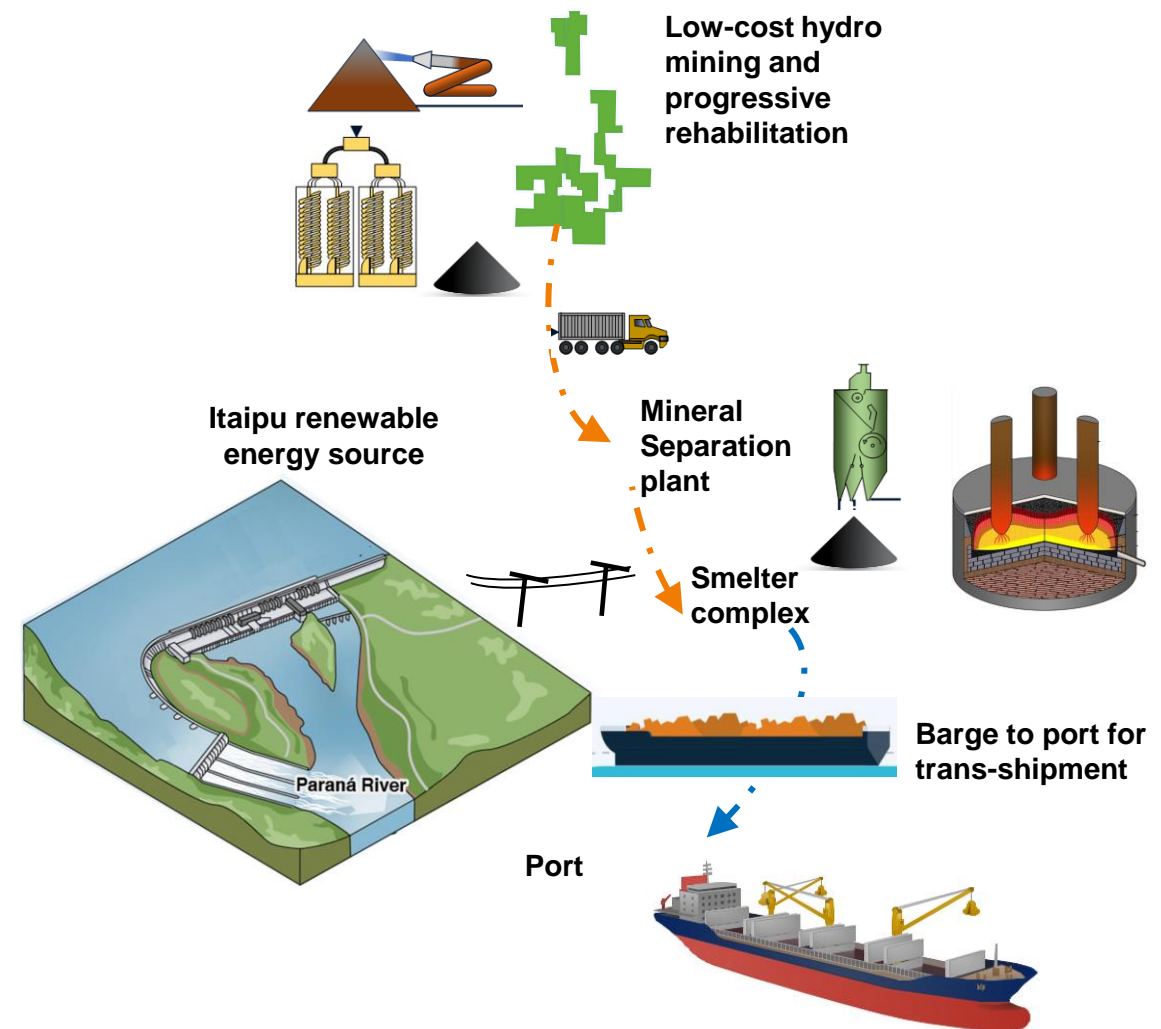 Low-cost hydro
mining and
progressive
rehabilitation
Itaipu renewable
energy source
Mineral
Separation
plant
Smelter
complex
Paraná River
Barge to port for
trans-shipment
Port